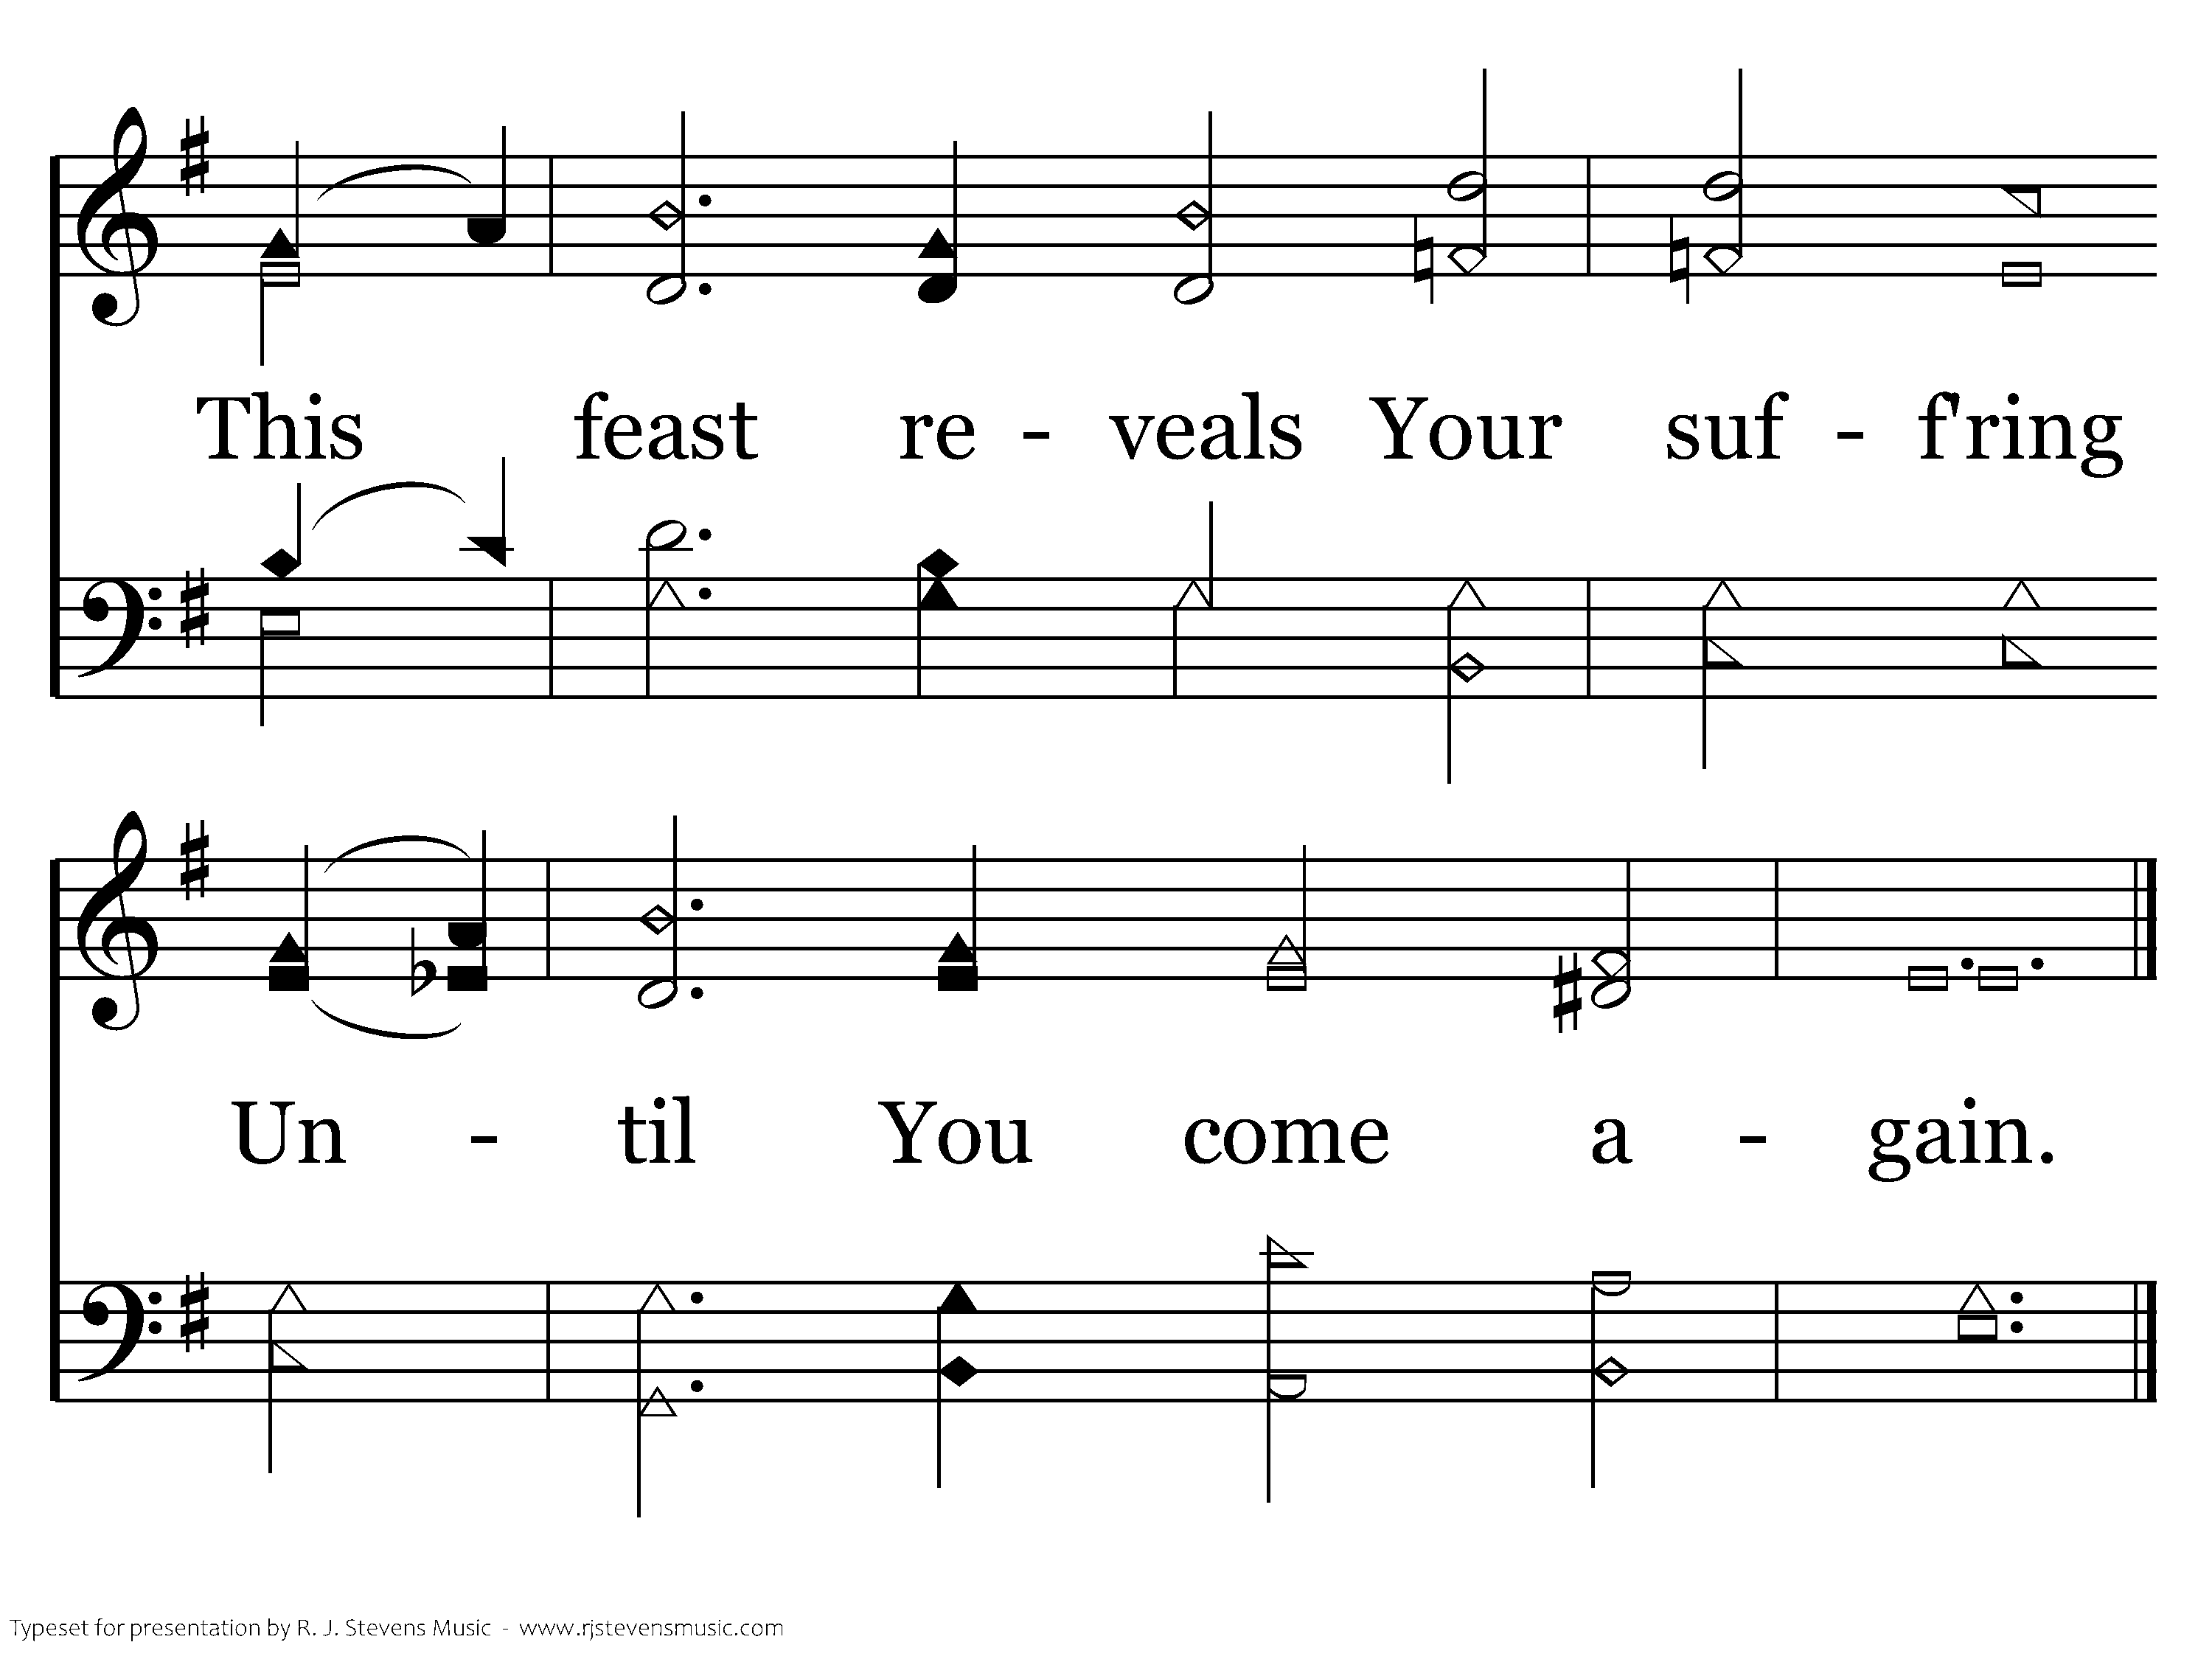 This feast re - veals Your suf - f'ring
Un - til You come a - gain.
Typeset for presentation by R. J. Stevens Music - www.rjstevensmusic.com